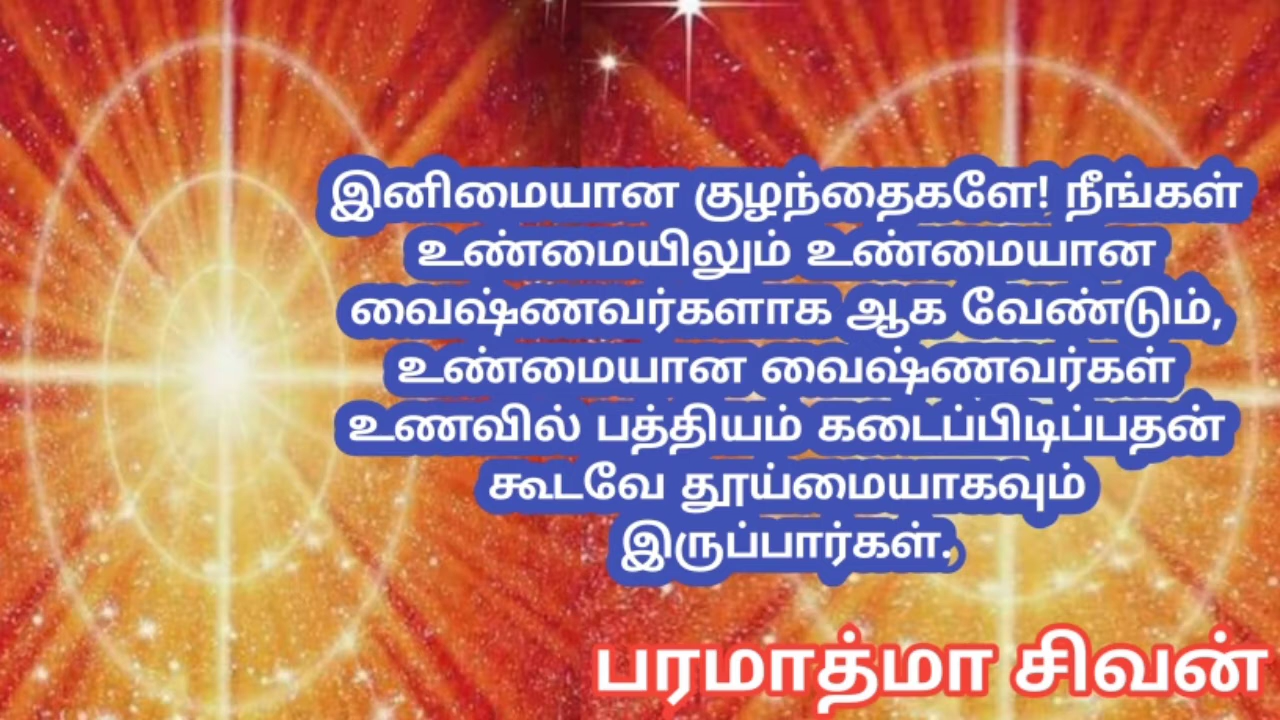 இனிமையான குழந்தைகளே! நீங்கள்
உண்மையிலும் உண்மையான
வைஷ்ணவர்களாக ஆக வேண்டும்,
உண்மையான வைஷ்ணவர்கள்
உணவில் பத்தியம் கடைப்பிடிப்பதன்
கூடவே தூய்மையாகவும்
இருப்பார்கள்.
பரமாத்மா சிவன்